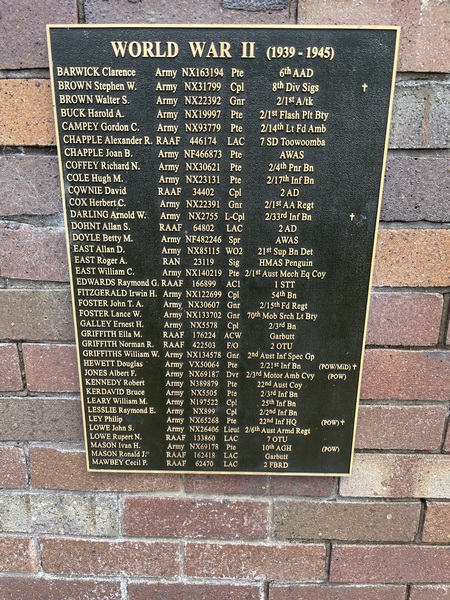 WORLD WAR II (1939 - 1945)
BARWICK Clarence Army NX163194 Pte 6th AAD
BROWN Stephen W. Army NX31799 Cpl 8th Div Sigs ✝
BROWN Walter S. Army NX22392 Gnr 2/1st A/tk
BUCK Harold A. Army NX19997 Pte 2/1st Flash Plt Bty
CAMPEY Gordon C. Army NX93779 Pte 2/14th Lt Fd Amb
CHAPPLE Alexander R. RAAF 446174 LAC 7 SD Toowoomba
CHAPPLE Joan B. Army NF466873 Pte AWAS
COFFEY Richard N. Army NX30621 Pte 2/4th Pnr Bn
COLE Hugh M. Army NX23131 Pte 2/17th Inf Bn
COWNIE David RAAF 34402 Cpl 2 AD
COX Herbert C. Army NX22391 Gnr 2/1st AA Regt
DARLING Arnold W. Army NX2755 L-Cpl 2/33rd Inf Bn ✝
DOHNT Allan S. RAAF 64802 LAC 2 AD
DOYLE Betty M. Army NF482246 Spr AWAS
EAST Allan D. Army NX85115 WO2 21st Sup Bn Det
EAST Roger A. RAN 23119 Sig HMAS Penguin
EAST William C. Army NX140219 Pte 2/1st Aust Mech Eq Coy
EDWARDS Raymond G. RAAF 166899 AC1 1 STT
FITZGERALD Irwin H. Army NX122699 Cpl 54th Bn
FOSTER John T. A. Army NX30607 Gnr 2/15th Fd Regt
FOSTER Lance W. Army NX133702 Gnr 70th Mob Srch Lt Bty
GALLEY Ernest H. Army NX5578 Cpl 2/3rd Bn
GRIFFITH Ella M. RAAF 176224 ACW Garbutt
GRIFFITH Norman R. RAAF 422503 F/O 2 OTU
GRIFFITHS William W. Army NX134578 Gnr 2nd Aust Inf Spec Gp
HEWETT Douglas Army VX50064 Pte 2/21st Inf Bn (POW/MiD) ✝
JONES Albert F. Army NX69187 Dvr 2/3rd Motor Amb Cvy (POW)
KENNEDY Robert Army N389879 Pte 22nd Aust Coy
KERDAVID Bruce Army NX5505 Pte 2/3rd Inf Bn
LEARY William M. Army N197522 Cpl 25th Inf Bn
LESSLIE Raymond E. Army NX899 Cpl 2/2nd Inf Bn
LEY Philip Army NX65268 Pte 22nd Inf HQ (POW) ✝
LOWE John S. Army NX26406 Lieut 2/6th Aust Armd Regt
LOWE Rupert N. RAAF 133860 LAC 7 OTU
MASON Ivan H. Army NX69178 Pte 10th AGH (POW)
MASON Ronald J. RAAF 162418 LAC Garbutt
MAWBEY Cecil P. RAAF 62470 LAC 2 FBRD